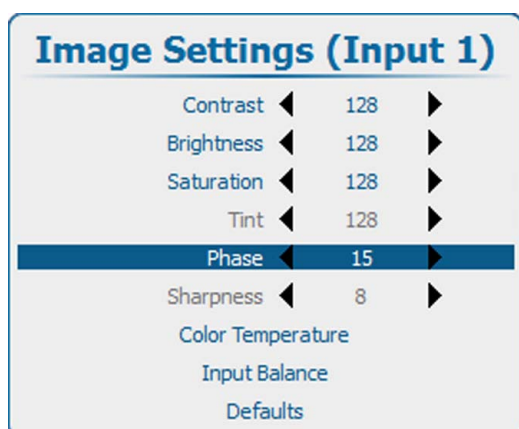 Image Settings (Input 1)
Contrast 128
Brightness 128
Saturation 128
Tint 128
Phase 15
Sharpness 8
Color Temperature
Input Balance
Defaults